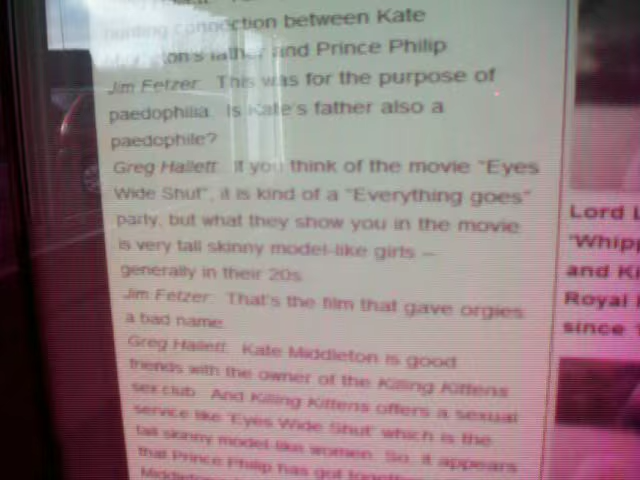 connection between Kate
father and Prince Philip
Jim Fetzer: This was for the purpose of
paedophilia. Is Kate's father also a
paedophile?
Greg Hallett: If you think of the movie "Eyes
Wide Shut", it is kind of a "Everything goes"
party, but what they show you in the movie
is very tall skinny model-like girls –
generally in their 20s.
Jim Fetzer: That's the film that gave orgies
a bad name.
Greg Hallett: Kate Middleton is good
friends with the owner of the Killing Kittens
sex club. And Killing Kittens offers a sexual
service like 'Eyes Wide Shut' which is the
tall skinny model-like women. So, it appears
that Prince Philip has got
Lord
'Whipp
and Ki
Royal
since